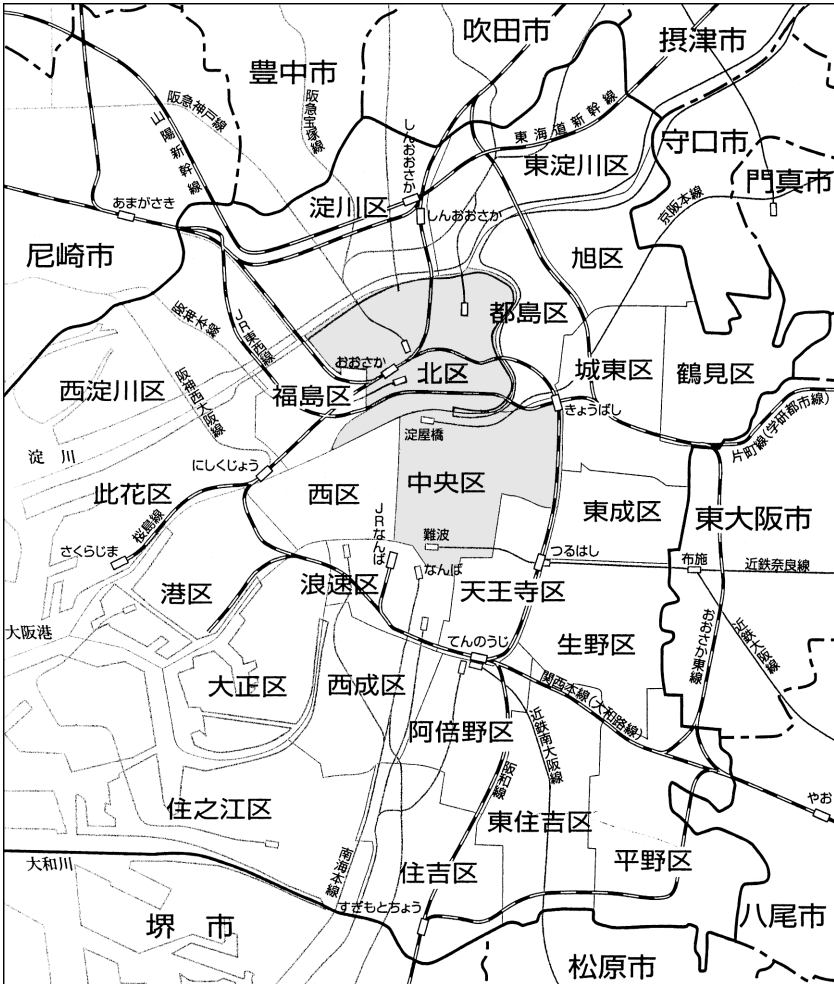 吹田市
摂津市
豊中市
阪急神戸線
阪急宝塚線
山陽新幹線
しんおおさか
東海道新幹線
守口市
東淀川区
門真市
あまがさき
淀川区
しんおおさか
京阪本線
尼崎市
旭区
阪神本線
JR東西線
都島区
おおさか
北区
城東区
鶴見区
西淀川区
阪神西大阪線
福島区
きょうばし
片町線(学研都市線)
淀屋橋
淀川
にしくじょう
此花区
西区
中央区
東成区
東大阪市
桜島線
さくらじま
JRなんば
難波
なんば
つるはし
布施
近鉄奈良線
港区
浪速区
天王寺区
大阪港
てんのうじ
生野区
おおさか東線
近鉄大阪線
大正区
西成区
関西本線(大和路線)
阿倍野区
近鉄南大阪線
阪和線
やお
住之江区
東住吉区
大和川
南海本線
住吉区
平野区
すぎもとちょう
堺市
八尾市
松原市